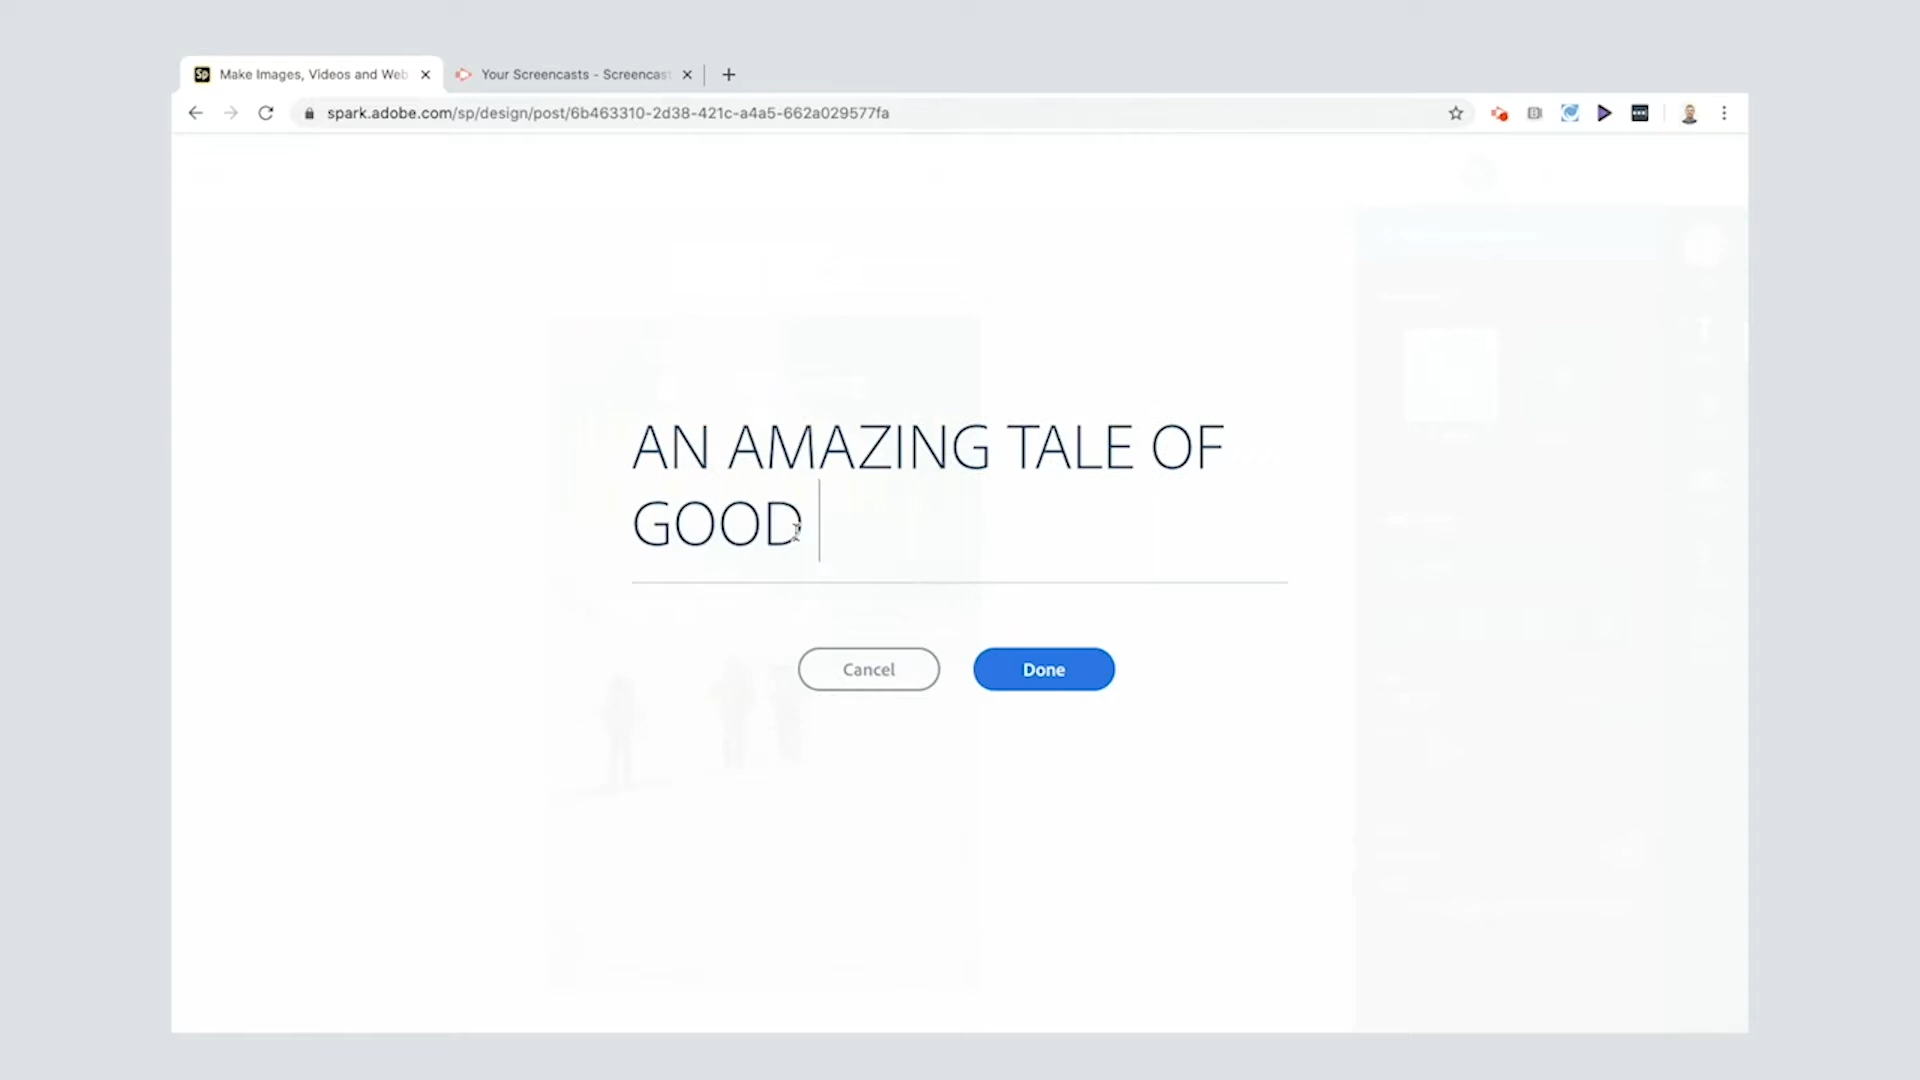 Sp Make Images, Videos and Web
Your Screencasts - Screencast
spark.adobe.com/sp/design/post/6b463310-2d38-421c-a4a5-662a029577fa
AN AMAZING TALE OF
GOOD
Cancel
Done